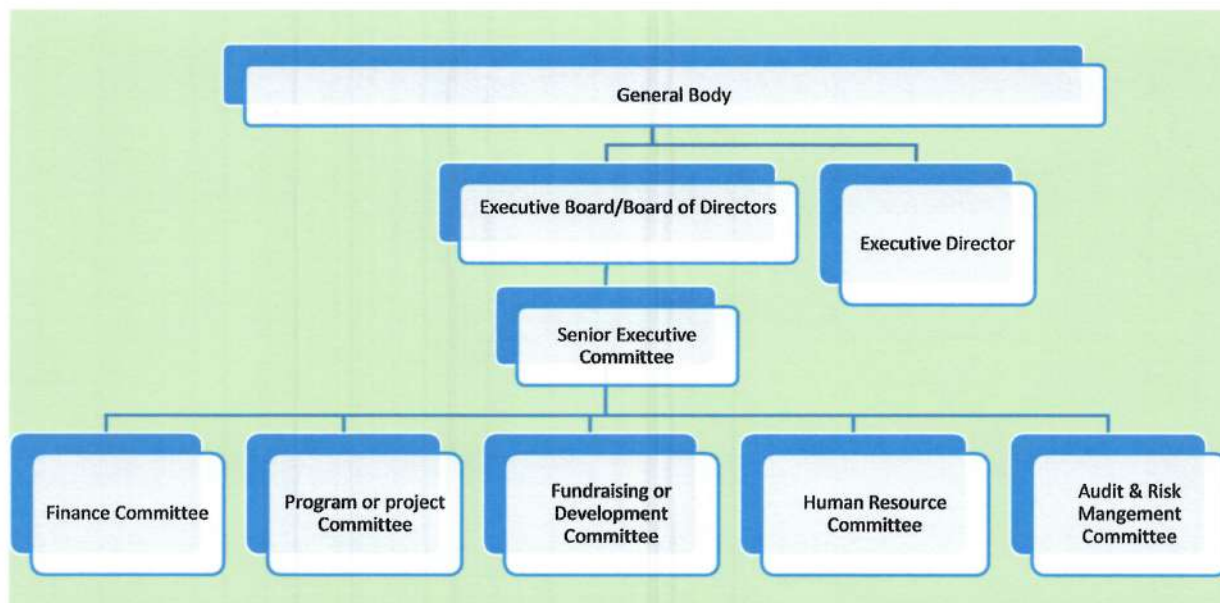 General Body
Executive Board/Board of Directors
Executive Director
Senior Executive
Committee
Finance Committee
Program or project
Committee
Fundraising or
Development
Committee
Human Resource
Committee
Audit & Risk
Mangement
Committee